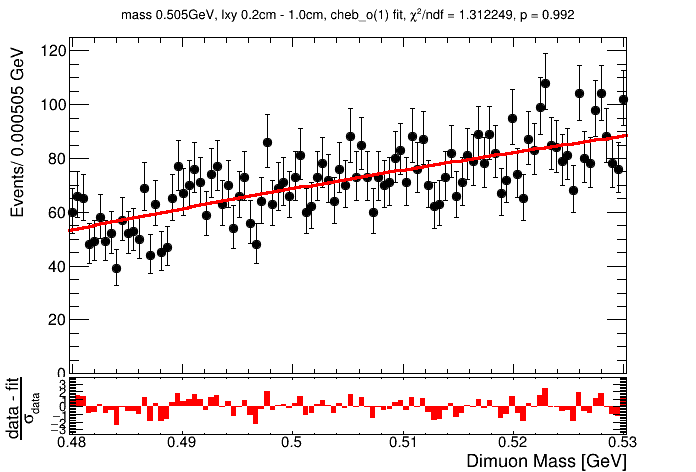 mass 0.505GeV, lxy 0.2cm - 1.0cm, cheb_o(1) fit, χ²/ndf = 1.312249, p = 0.992
Events/ 0.000505 GeV
120
100
80
60
40
20
0
data - fit
σdata
3
2
1
0
−1
−2
−3
0.48 0.49 0.5 0.51 0.52 0.53
Dimuon Mass [GeV]